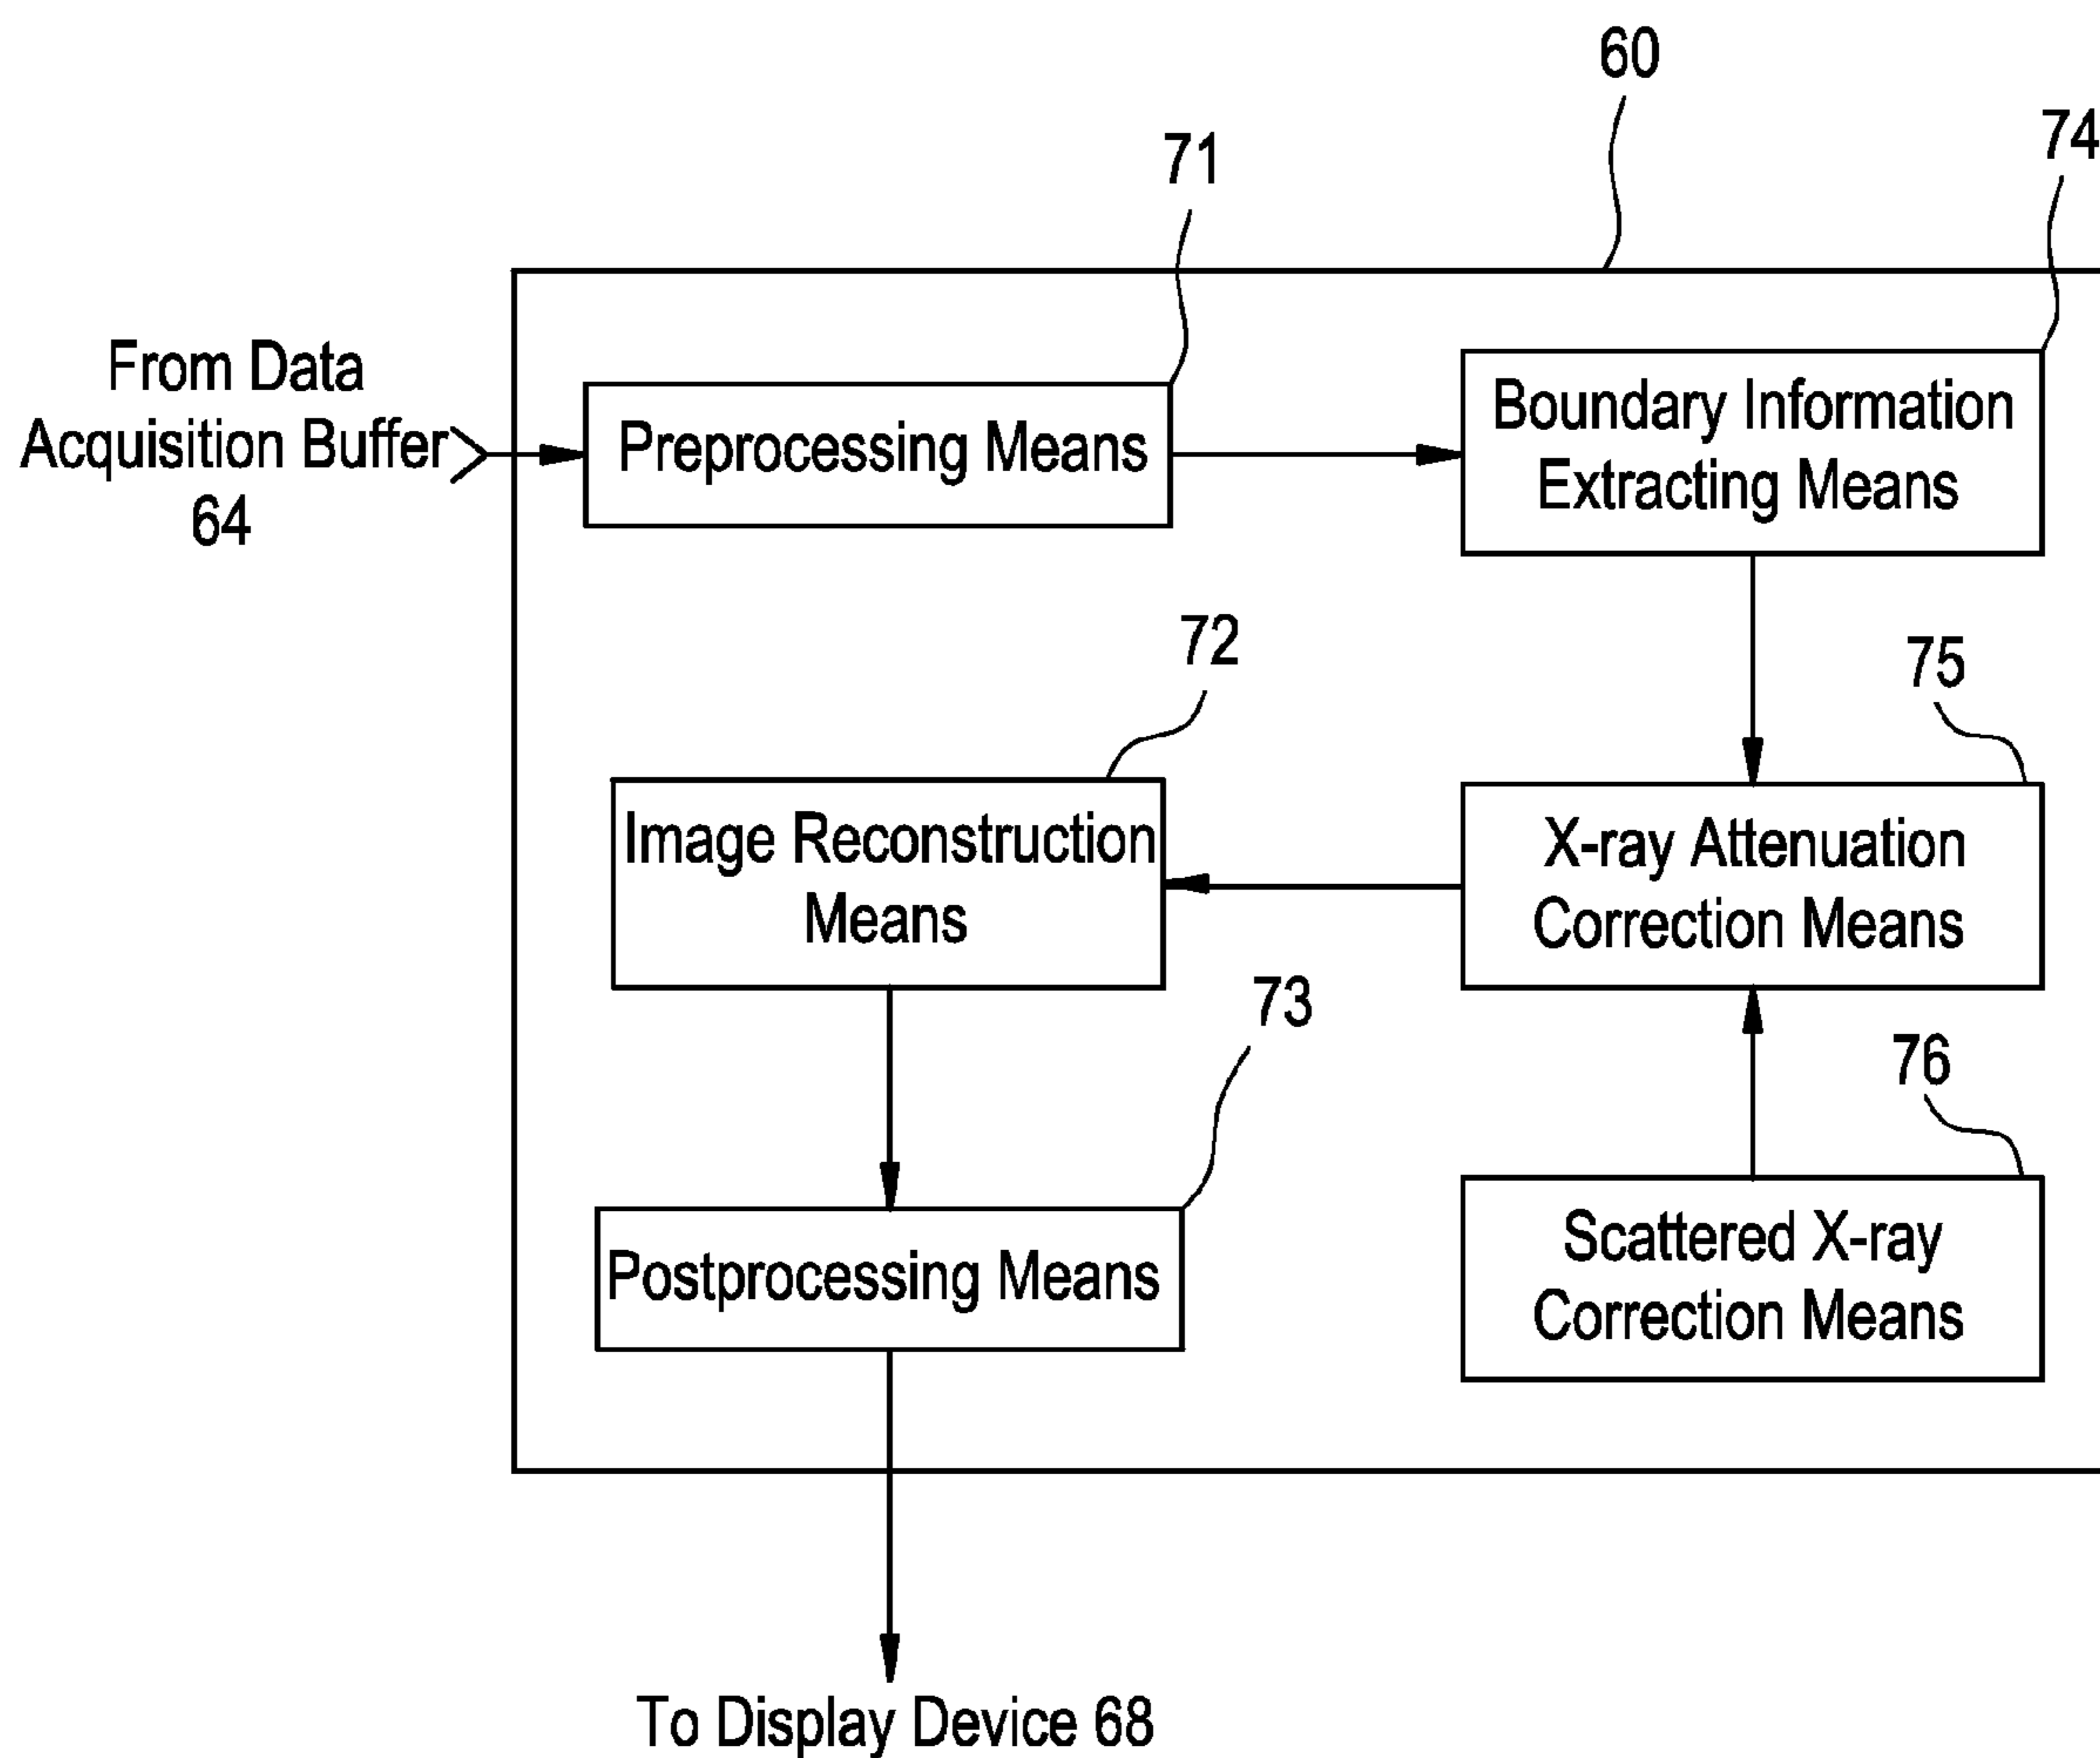 60
74
71
From Data
Acquisition Buffer
64
Preprocessing Means
Boundary Information
Extracting Means
72
75
Image Reconstruction
Means
X-ray Attenuation
Correction Means
73
76
Postprocessing Means
Scattered X-ray
Correction Means
To Display Device 68